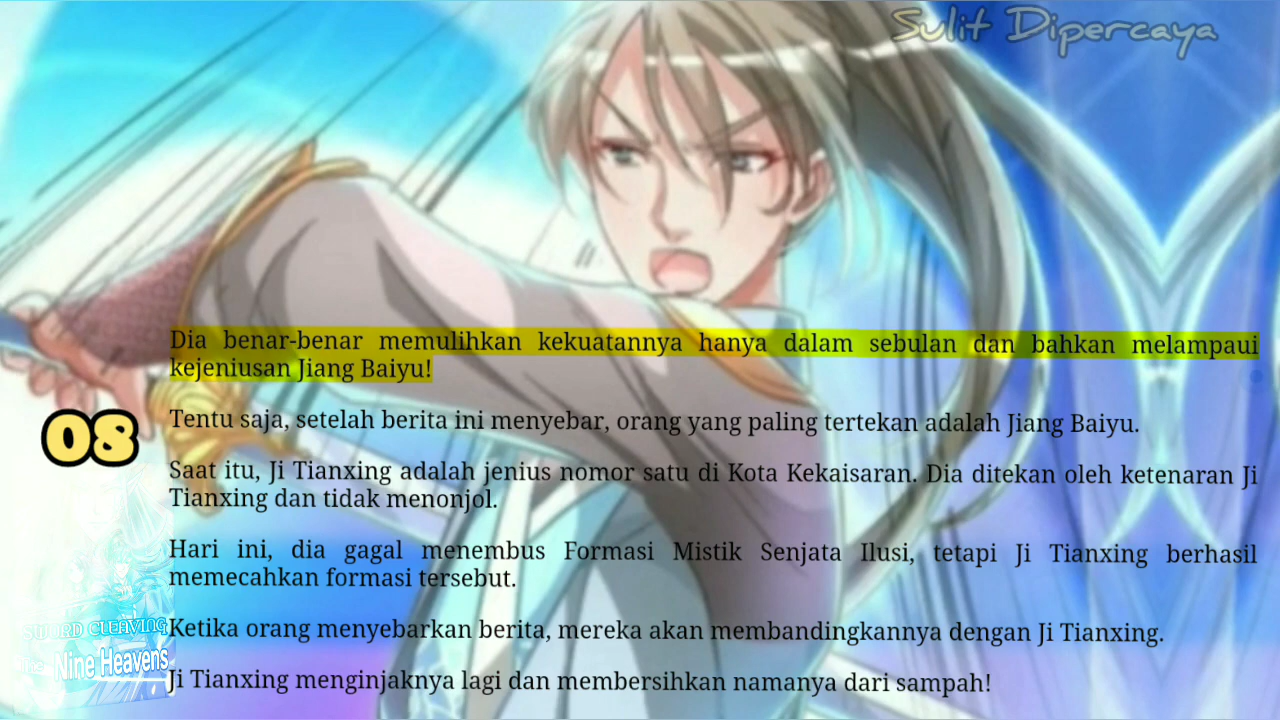 Sulit Dipercaya
Dia benar-benar memulihkan kekuatannya hanya dalam sebulan dan bahkan melampaui
kejeniusan Jiang Baiyu!
08
Tentu saja, setelah berita ini menyebar, orang yang paling tertekan adalah Jiang Baiyu.
Saat itu, Ji Tianxing adalah jenius nomor satu di Kota Kekaisaran. Dia ditekan oleh ketenaran Ji
Tianxing dan tidak menonjol.
Hari ini, dia gagal menembus Formasi Mistik Senjata Ilusi, tetapi Ji Tianxing berhasil
memecahkan formasi tersebut.
SWORD CLEAVING
The Nine Heavens
Ketika orang menyebarkan berita, mereka akan membandingkannya dengan Ji Tianxing.
Ji Tianxing menginjaknya lagi dan membersihkan namanya dari sampah!